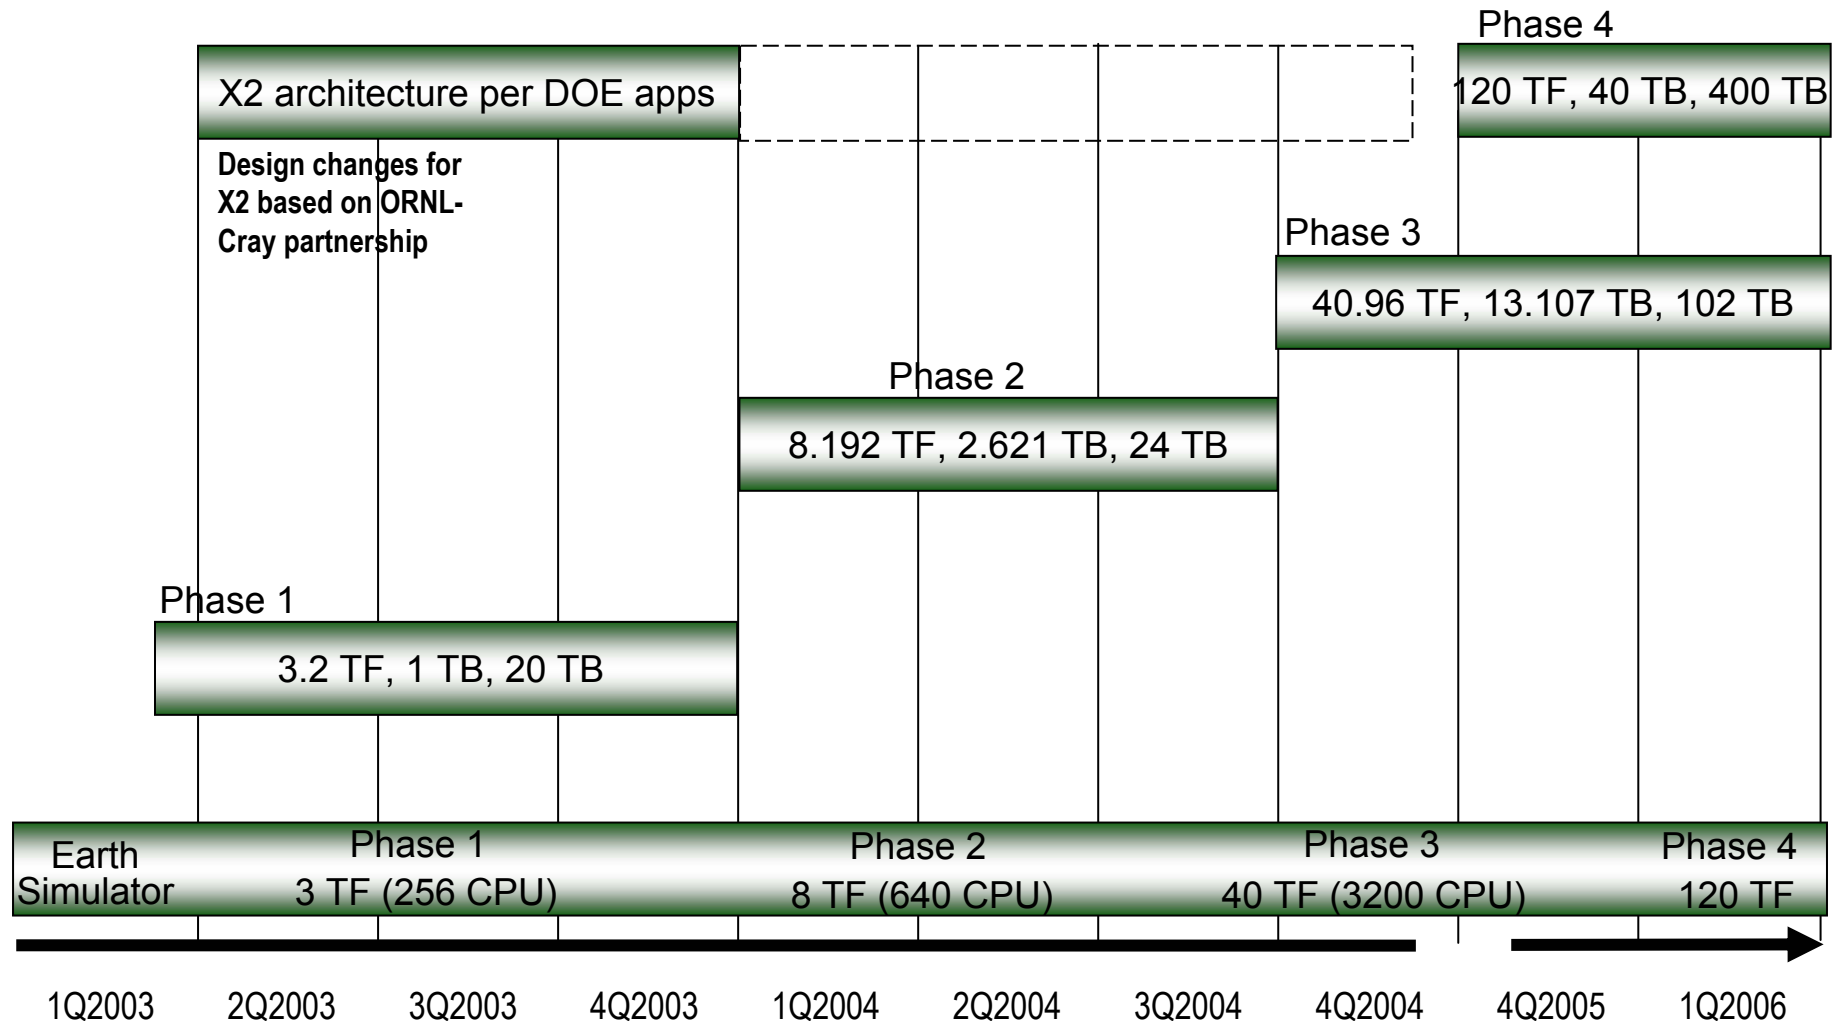 Phase 4
X2 architecture per DOE apps
120 TF, 40 TB, 400 TB
Design changes for
X2 based on ORNL-
Cray partnership
Phase 3
40.96 TF, 13.107 TB, 102 TB
Phase 2
8.192 TF, 2.621 TB, 24 TB
Phase 1
3.2 TF, 1 TB, 20 TB
Earth
Simulator
Phase 1
3 TF (256 CPU)
Phase 2
8 TF (640 CPU)
Phase 3
40 TF (3200 CPU)
Phase 4
120 TF
1Q2003 2Q2003 3Q2003 4Q2003 1Q2004 2Q2004 3Q2004 4Q2004 4Q2005 1Q2006